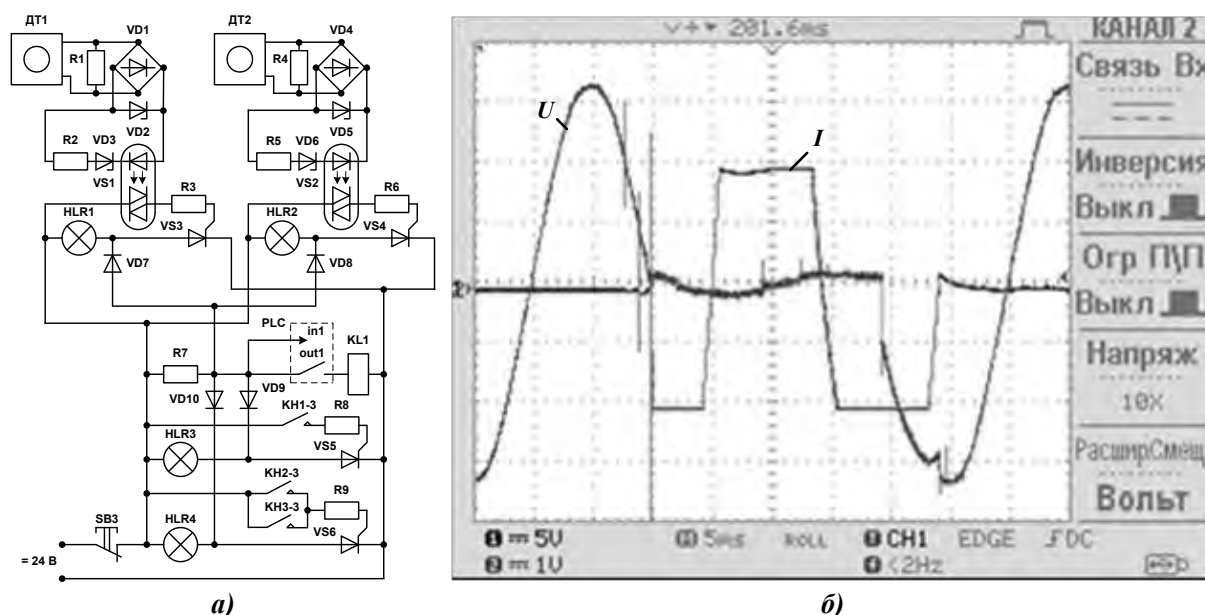 ДТ1
VD1
ДТ2
VD4
R1
R4
R2
VD3
VD2
R5
VD6
VD5
VS1
R3
VS2
R6
HLR1
VS3
HLR2
VS4
VD7
VD8
PLC
in1
out1
KL1
R7
VD10
VD9
KH1-3
R8
VS5
HLR3
KH2-3
KH3-3
R9
VS6
SB3
HLR4
= 24 В
а)
201.6ms
КАНАЛ 2
Связь Вх
Инверсия
Выкл
Огр П\П
Выкл
Напряж
10X
РасширСмещ
Вольт
U
I
1 5V
5ms
ROLL
CH1
EDGE
DC
2 1V
<2Hz
б)